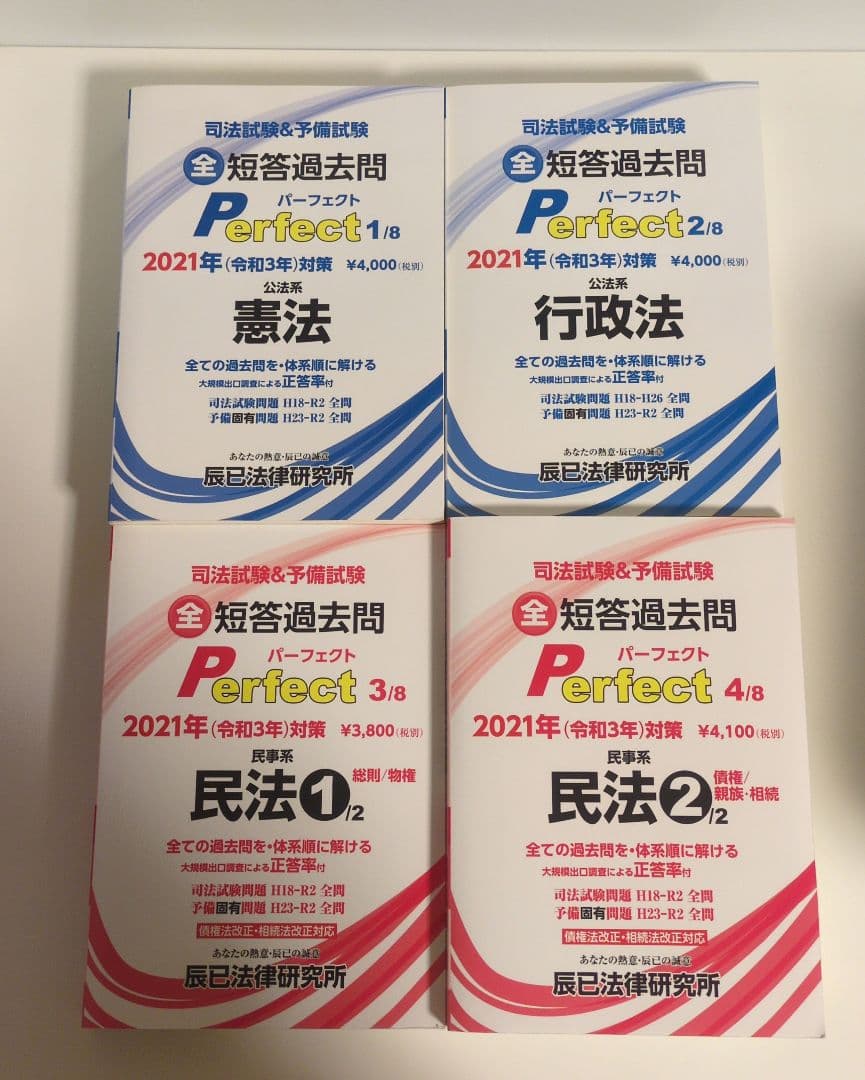 司法試験&予備試験
全 短答過去問
パーフェクト
Perfect 1/8
2021年(令和3年)対策 ¥4,000(税別)
公法系
憲法
全ての過去問を・体系順に解ける
大規模出口調査による正答率付
司法試験問題 H18-R2 全問
予備固有問題 H23-R2 全問
あなたの熱意・辰已の誠意
辰已法律研究所
司法試験&予備試験
全 短答過去問
パーフェクト
Perfect 2/8
2021年(令和3年)対策 ¥4,000(税別)
公法系
行政法
全ての過去問を・体系順に解ける
大規模出口調査による正答率付
司法試験問題 H18-H26 全問
予備固有問題 H23-R2 全問
あなたの熱意・辰已の誠意
辰已法律研究所
司法試験&予備試験
全 短答過去問
パーフェクト
Perfect 3/8
2021年(令和3年)対策 ¥3,800(税別)
民事系
民法1/2 総則/物権
全ての過去問を・体系順に解ける
大規模出口調査による正答率付
司法試験問題 H18-R2 全問
予備固有問題 H23-R2 全問
債権法改正・相続法改正対応
あなたの熱意・辰已の誠意
辰已法律研究所
司法試験&予備試験
全 短答過去問
パーフェクト
Perfect 4/8
2021年(令和3年)対策 ¥4,100(税別)
民事系
民法2/2 債権/
親族・相続
全ての過去問を・体系順に解ける
大規模出口調査による正答率付
司法試験問題 H18-R2 全問
予備固有問題 H23-R2 全問
債権法改正・相続法改正対応
あなたの熱意・辰已の誠意
辰已法律研究所